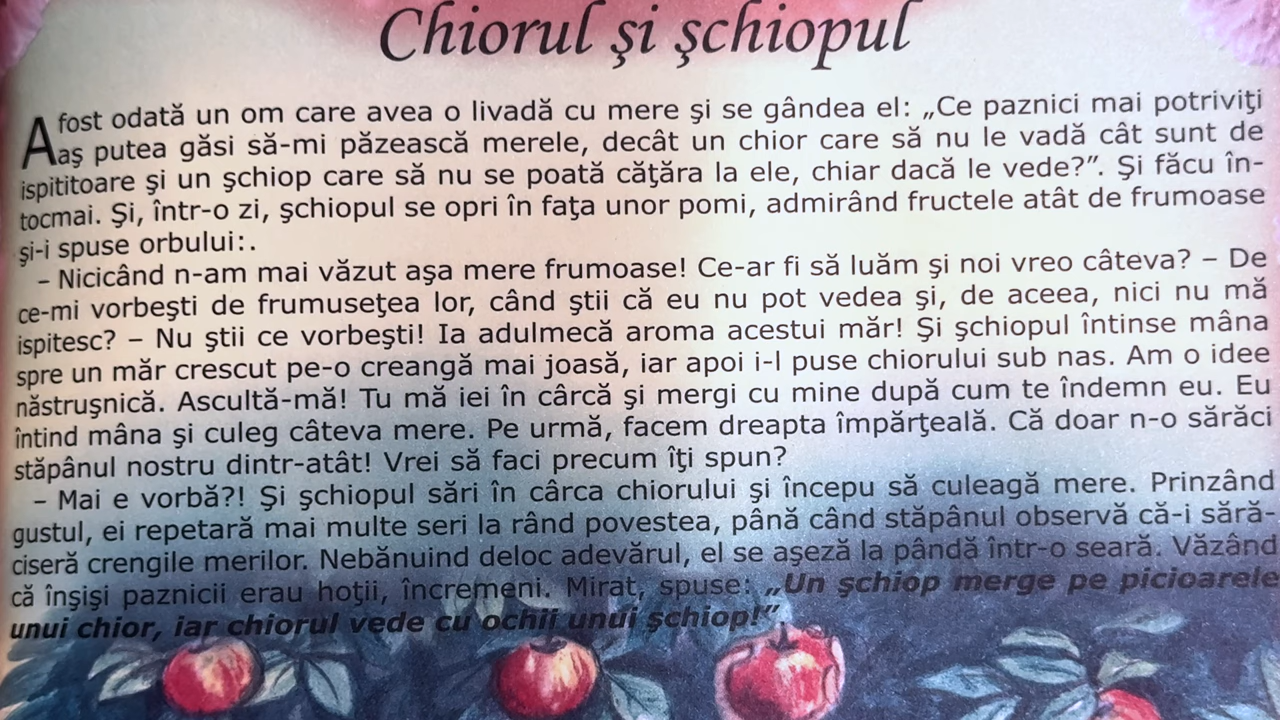 Chiorul şi şchiopul
A fost odată un om care avea o livadă cu mere şi se gândea el: „Ce paznici mai potriviţi
aş putea găsi să-mi păzească merele, decât un chior care să nu le vadă cât sunt de
ispititoare şi un şchiop care să nu se poată căţăra la ele, chiar dacă le vede?”. Şi făcu în-
tocmai. Şi, într-o zi, şchiopul se opri în faţa unor pomi, admirând fructele atât de frumoase
şi-i spuse orbului:.
– Nicicând n-am mai văzut aşa mere frumoase! Ce-ar fi să luăm şi noi vreo câteva? – De
ce-mi vorbeşti de frumuseţea lor, când ştii că eu nu pot vedea şi, de aceea, nici nu mă
ispitesc? – Nu ştii ce vorbeşti! Ia adulmecă aroma acestui măr! Şi şchiopul întinse mâna
spre un măr crescut pe-o creangă mai joasă, iar apoi i-l puse chiorului sub nas. Am o idee
năstruşnică. Ascultă-mă! Tu mă iei în cârcă şi mergi cu mine după cum te îndemn eu. Eu
întind mâna şi culeg câteva mere. Pe urmă, facem dreapta împărţeală. Că doar n-o sărăci
stăpânul nostru dintr-atât! Vrei să faci precum îţi spun?
– Mai e vorbă?! Şi şchiopul sări în cârca chiorului şi începu să culeagă mere. Prinzând
gustul, ei repetară mai multe seri la rând povestea, până când stăpânul observă că-i sără-
ciseră crengile merilor. Nebănuind deloc adevărul, el se aşeză la pândă într-o seară. Văzând
că înşişi paznicii erau hoţii, încremeni. Mirat, spuse: „Un şchiop merge pe picioarele
unui chior, iar chiorul vede cu ochii unui şchiop!”.